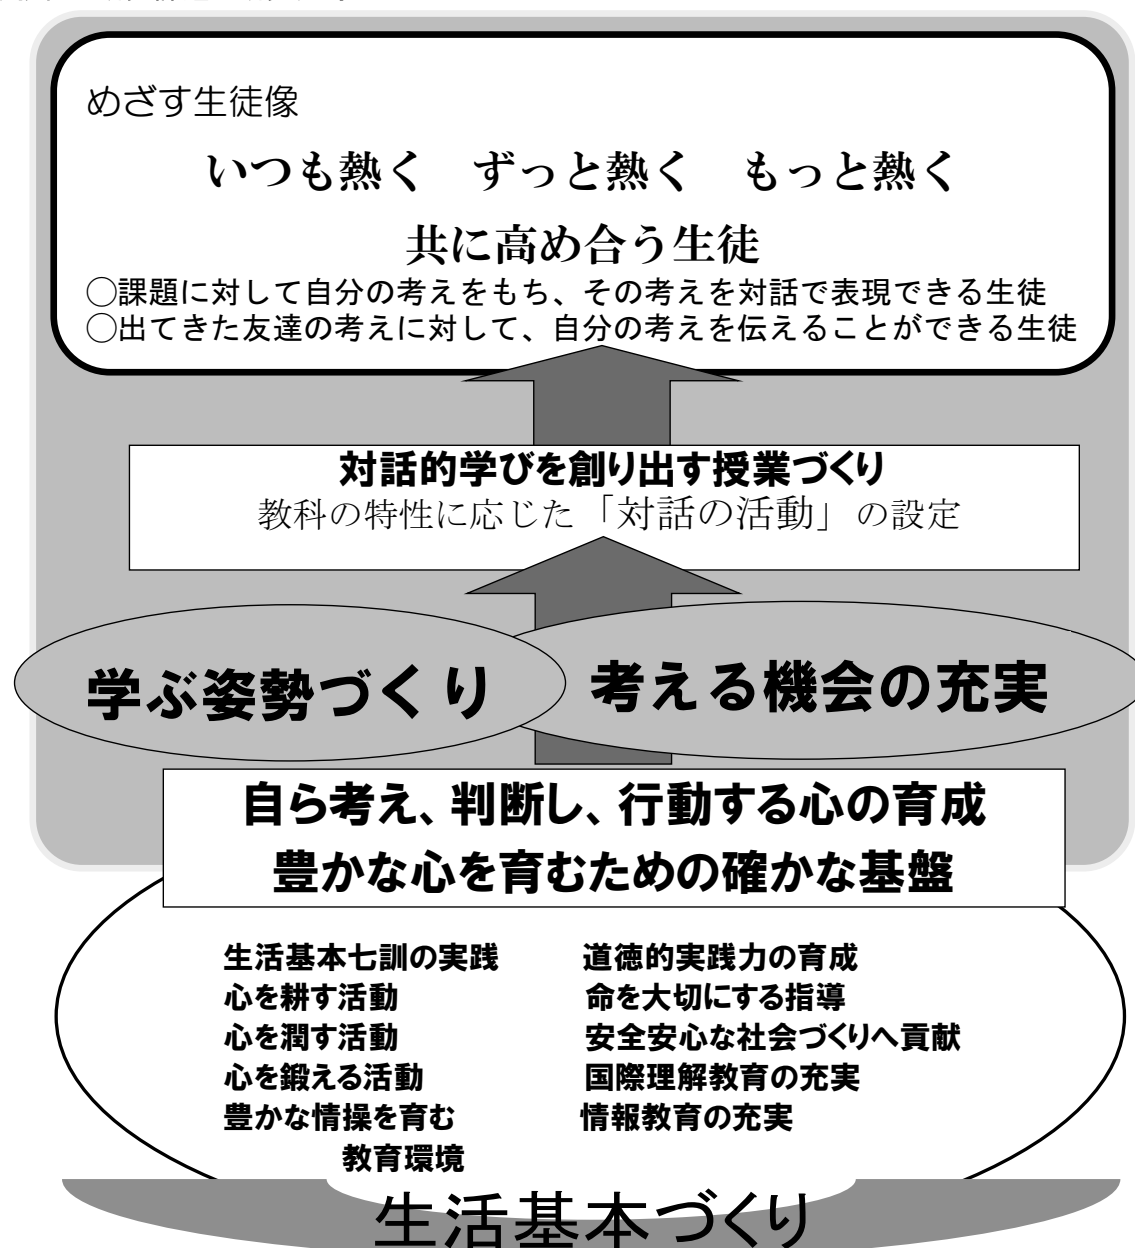 めざす生徒像
いつも熱く　ずっと熱く　もっと熱く
共に高め合う生徒
○課題に対して自分の考えをもち、その考えを対話で表現できる生徒
○出てきた友達の考えに対して、自分の考えを伝えることができる生徒
対話的学びを創り出す授業づくり
教科の特性に応じた「対話の活動」の設定
学ぶ姿勢づくり
考える機会の充実
自ら考え、判断し、行動する心の育成
豊かな心を育むための確かな基盤
生活基本七訓の実践
心を耕す活動
心を潤す活動
心を鍛える活動
豊かな情操を育む
教育環境
道徳的実践力の育成
命を大切にする指導
安全安心な社会づくりへ貢献
国際理解教育の充実
情報教育の充実
生活基本づくり